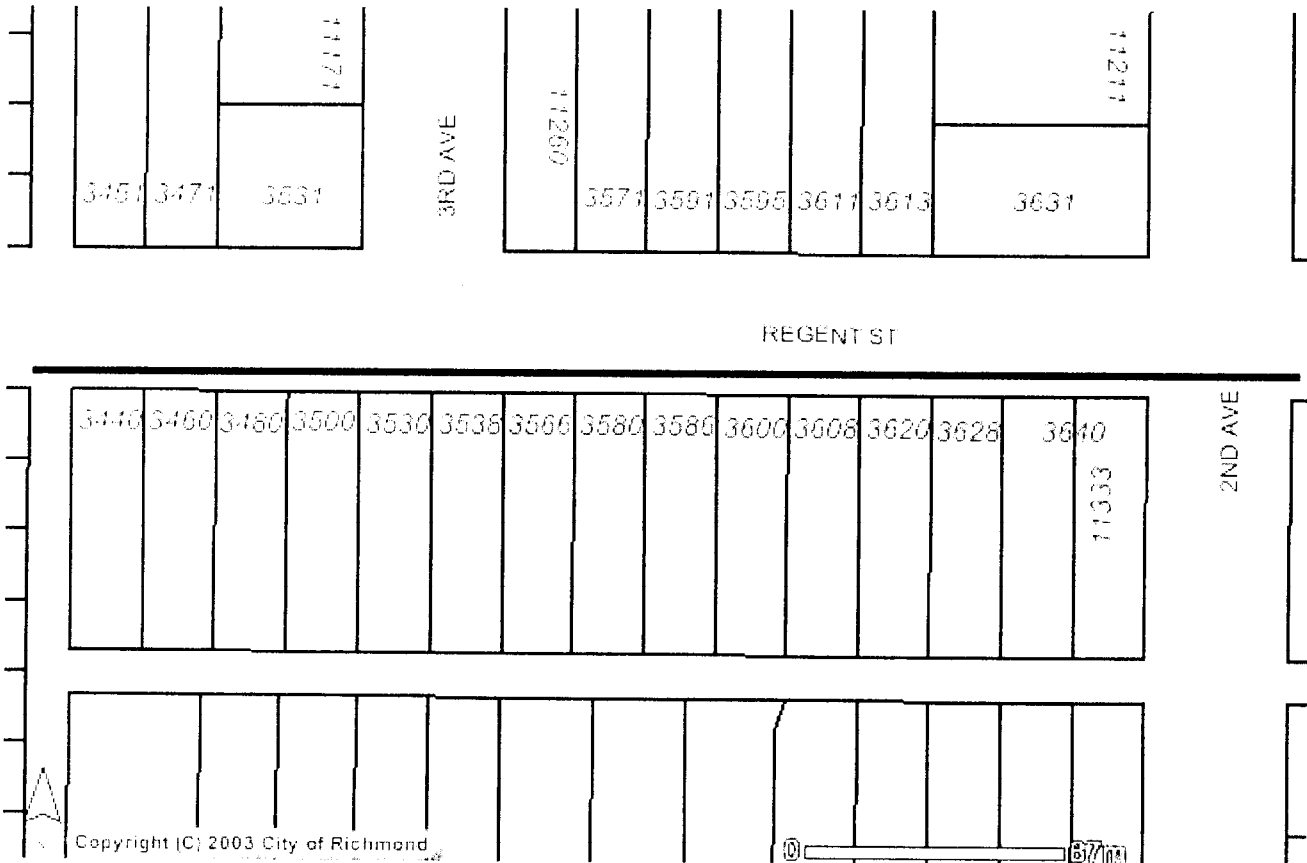 11171
11211
3RD AVE
11260
3451 3471 3531
3571 3591 3595 3611 3613 3631
REGENT ST
3440 3460 3480 3500 3530 3538 3566 3580 3586 3600 3608 3620 3628 3640
2ND AVE
11333
Copyright (C) 2003 City of Richmond
0 67m